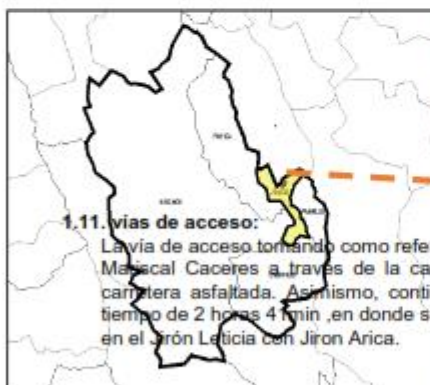 1.11. vías de acceso:
La vía de acceso tomando como refe
Mariscal Caceres a través de la ca
carretera asfaltada. Asimismo, conti
tiempo de 2 horas 41min ,en donde s
en el Jirón Leticia con Jiron Arica.